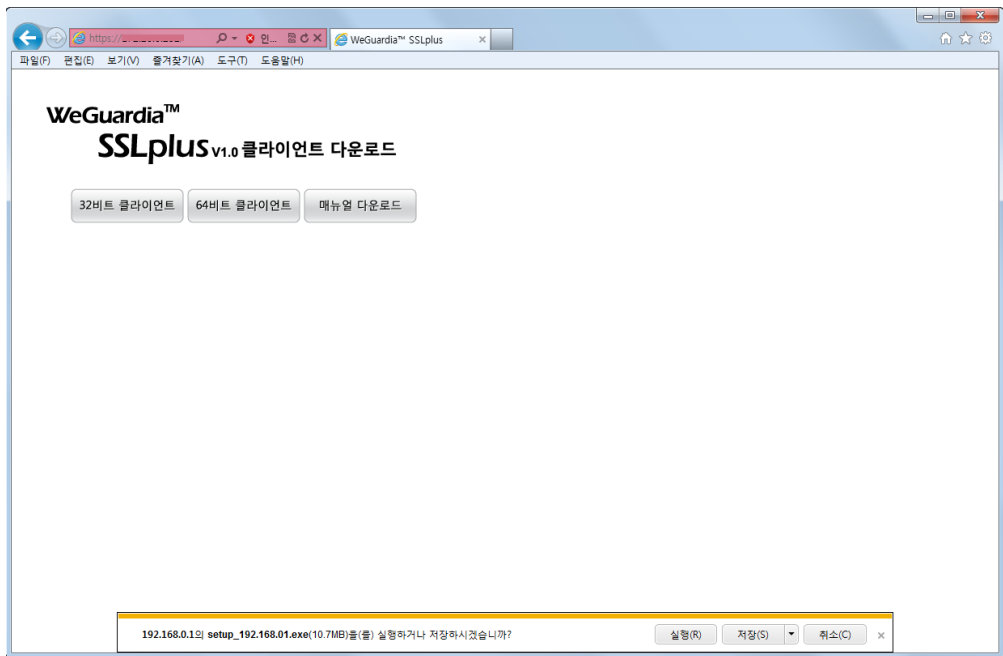 https://
인...
WeGuardia™ SSLplus
파일(F) 편집(E) 보기(V) 즐겨찾기(A) 도구(T) 도움말(H)
WeGuardia™
SSLplus V1.0 클라이언트 다운로드
32비트 클라이언트 64비트 클라이언트 매뉴얼 다운로드
192.168.0.1의 setup_192.168.01.exe(10.7MB)을(를) 실행하거나 저장하시겠습니까? 실행(R) 저장(S) 취소(C)